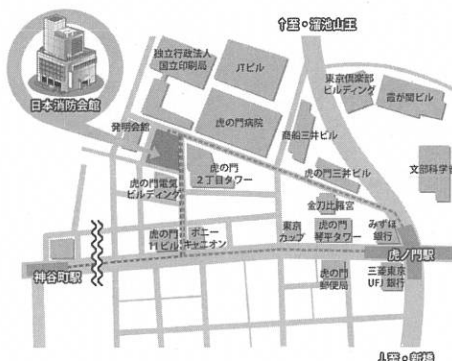 ↑至・溜池山王
独立行政法人
国立印刷局
JTビル
東京倶楽部
ビルディング
霞が関ビル
日本消防会館
発明会館
虎の門病院
商船三井ビル
虎の門三井ビル
文部科学省
虎の門
2丁目タワー
虎の門電気
ビルディング
金刀比羅宮
虎の門
11ビル
ポニー
キャニオン
東京
カップ
虎の門
琴平タワー
みずほ
銀行
虎ノ門駅
神谷町駅
虎の門
郵便局
三菱東京
UFJ銀行
↓至・新橋